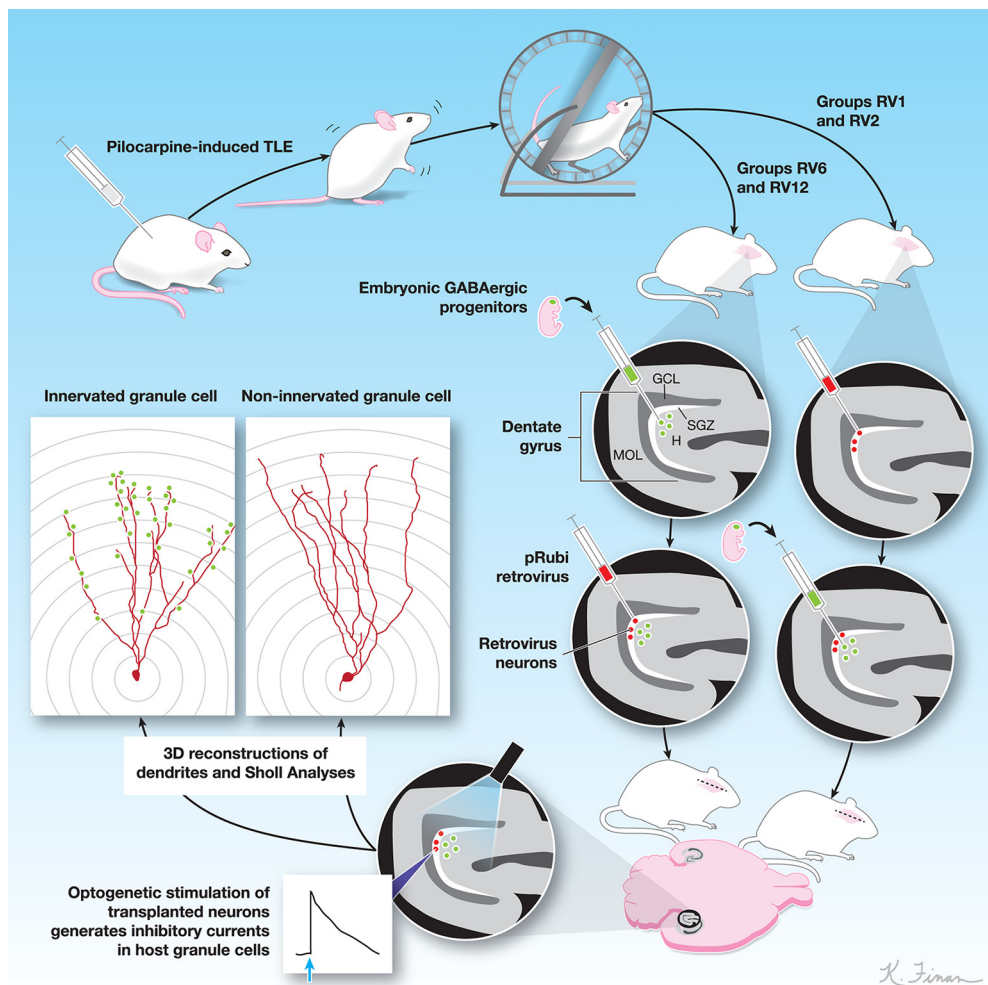 Pilocarpine-induced TLE
Groups RV1
and RV2
Groups RV6
and RV12
Embryonic GABAergic
progenitors
Innervated granule cell
Non-innervated granule cell
GCL
SGZ
Dentate
gyrus
H
MOL
pRubi
retrovirus
Retrovirus
neurons
3D reconstructions of
dendrites and Sholl Analyses
Optogenetic stimulation of
transplanted neurons
generates inhibitory currents
in host granule cells
K. Finan